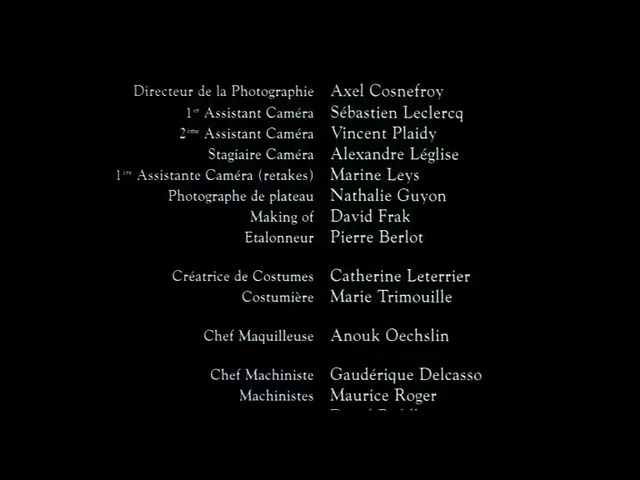 Directeur de la Photographie Axel Cosnefroy
1er Assistant Caméra Sébastien Leclercq
2ème Assistant Caméra Vincent Plaidy
Stagiaire Caméra Alexandre Léglise
1ère Assistante Caméra (retakes) Marine Leys
Photographe de plateau Nathalie Guyon
Making of David Frak
Etalonneur Pierre Berlot
Créatrice de Costumes Catherine Leterrier
Costumière Marie Trimouille
Chef Maquilleuse Anouk Oechslin
Chef Machiniste Gaudérique Delcasso
Machinistes Maurice Roger